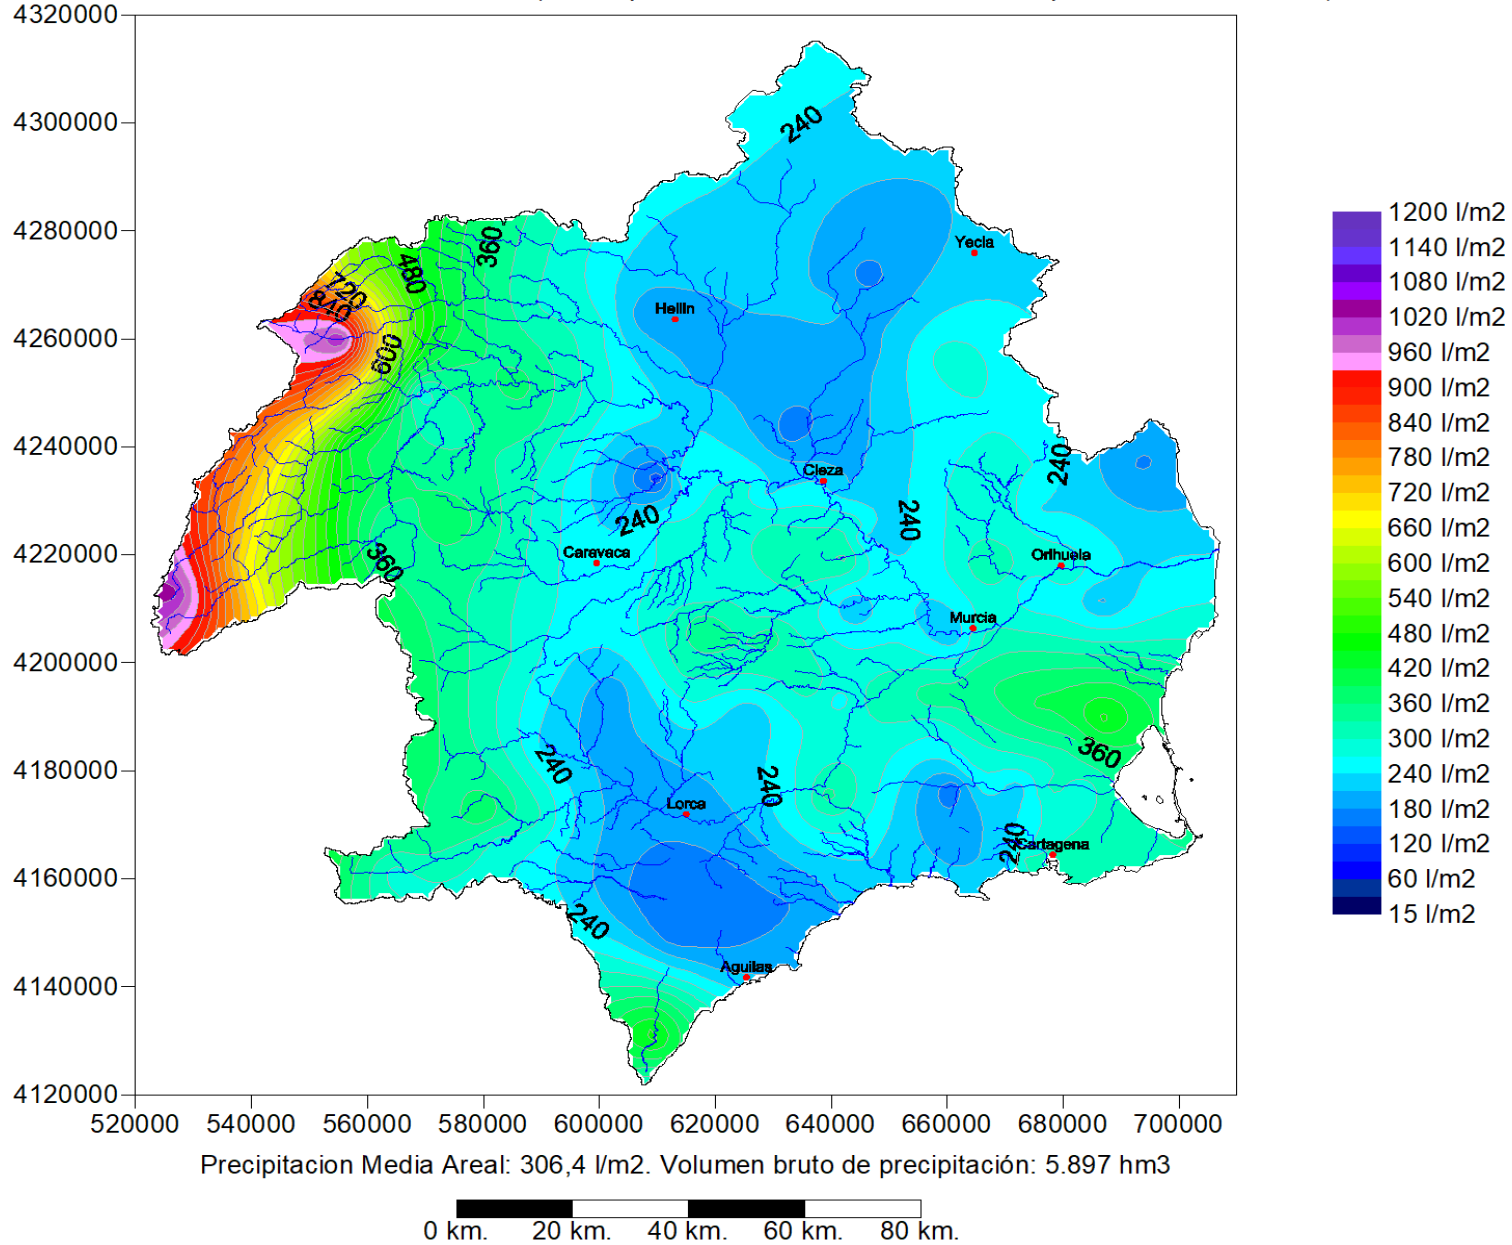 4320000
4300000
4280000
4260000
4240000
4220000
4200000
4180000
4160000
4140000
4120000
520000 540000 560000 580000 600000 620000 640000 660000 680000 700000
240
360
480
720
840
600
Yecla
Hellin
240
Cieza
240
240
Caravaca
360
Orihuela
Murcia
360
240
240
Lorca
240
Cartagena
240
Aguilas
1200 l/m2
1140 l/m2
1080 l/m2
1020 l/m2
960 l/m2
900 l/m2
840 l/m2
780 l/m2
720 l/m2
660 l/m2
600 l/m2
540 l/m2
480 l/m2
420 l/m2
360 l/m2
300 l/m2
240 l/m2
180 l/m2
120 l/m2
60 l/m2
15 l/m2
Precipitacion Media Areal: 306,4 l/m2. Volumen bruto de precipitación: 5.897 hm3
0 km. 20 km. 40 km. 60 km. 80 km.